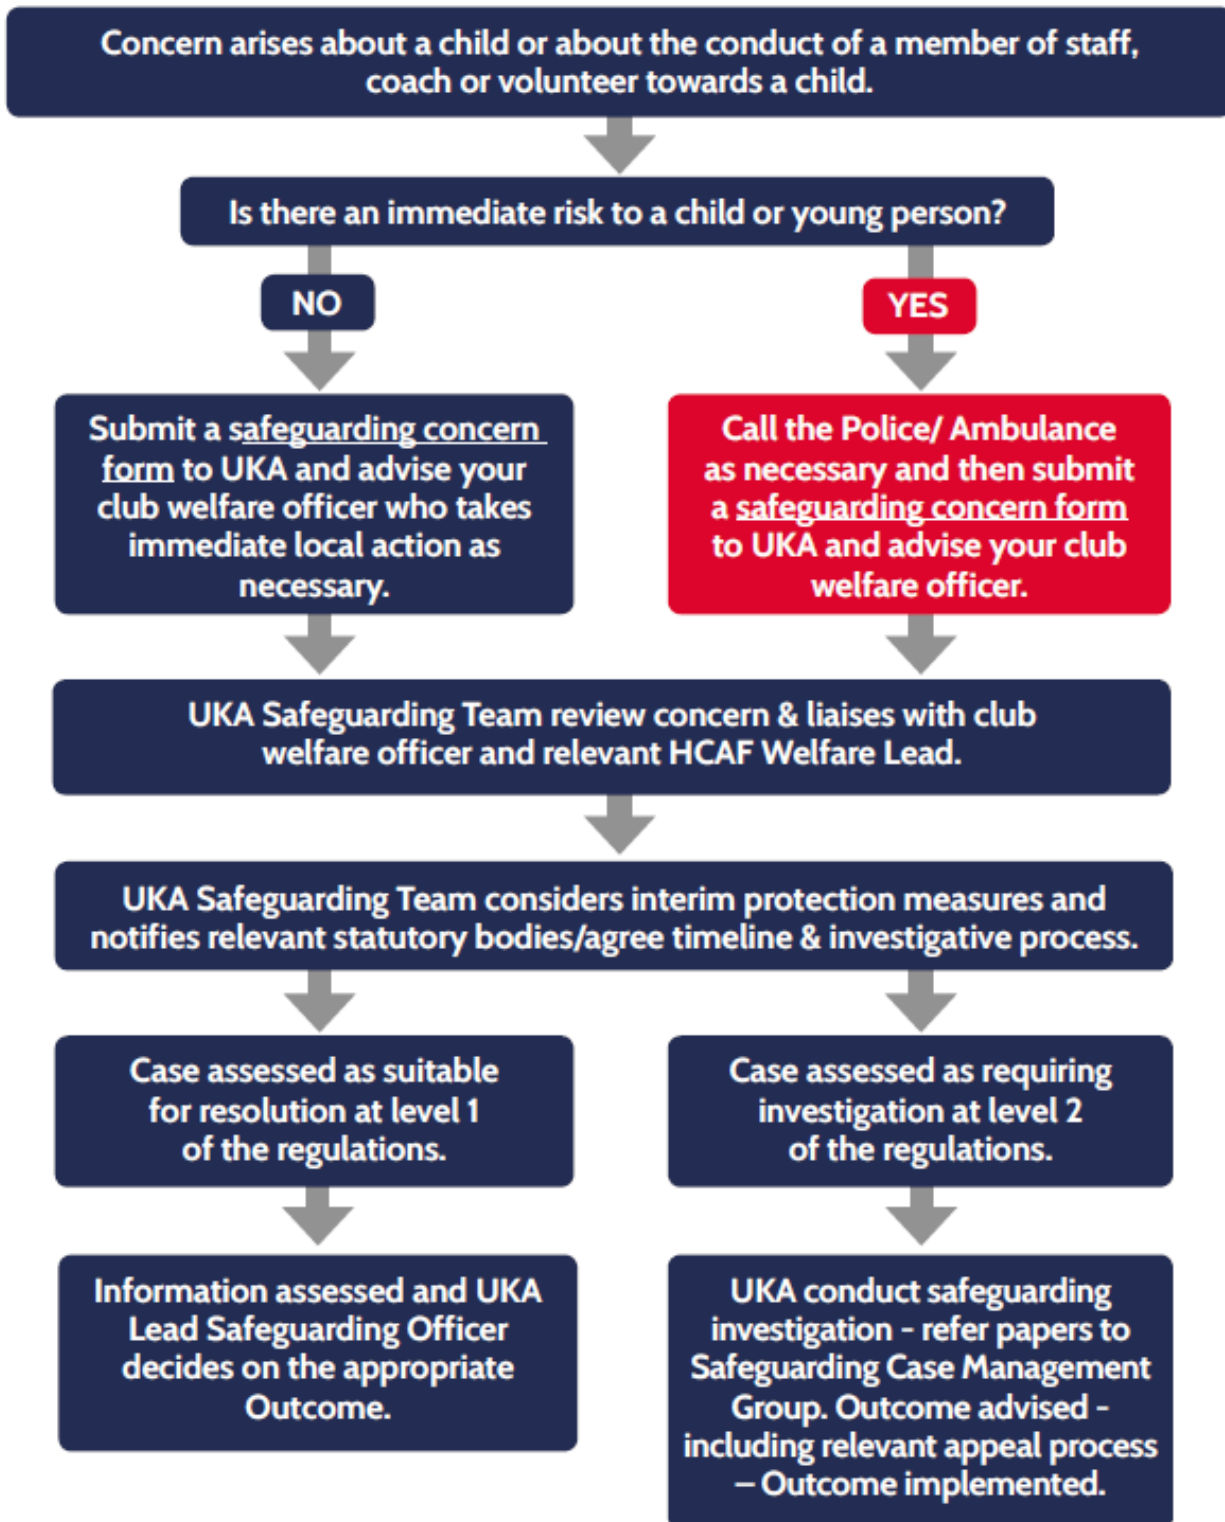 Concern arises about a child or about the conduct of a member of staff,
coach or volunteer towards a child.
Is there an immediate risk to a child or young person?
NO
YES
Submit a safeguarding concern
form to UKA and advise your
club welfare officer who takes
immediate local action as
necessary.
Call the Police/ Ambulance
as necessary and then submit
a safeguarding concern form
to UKA and advise your club
welfare officer.
UKA Safeguarding Team review concern & liaises with club
welfare officer and relevant HCAF Welfare Lead.
UKA Safeguarding Team considers interim protection measures and
notifies relevant statutory bodies/agree timeline & investigative process.
Case assessed as suitable
for resolution at level 1
of the regulations.
Case assessed as requiring
investigation at level 2
of the regulations.
Information assessed and UKA
Lead Safeguarding Officer
decides on the appropriate
Outcome.
UKA conduct safeguarding
investigation - refer papers to
Safeguarding Case Management
Group. Outcome advised -
including relevant appeal process
– Outcome implemented.